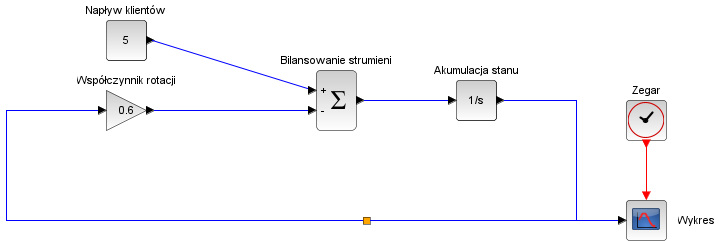 Napływ klientów
5
Bilansowanie strumieni
Współczynnik rotacji
Akumulacja stanu
Zegar
+
Σ
-
0.6
1/s
Wykres